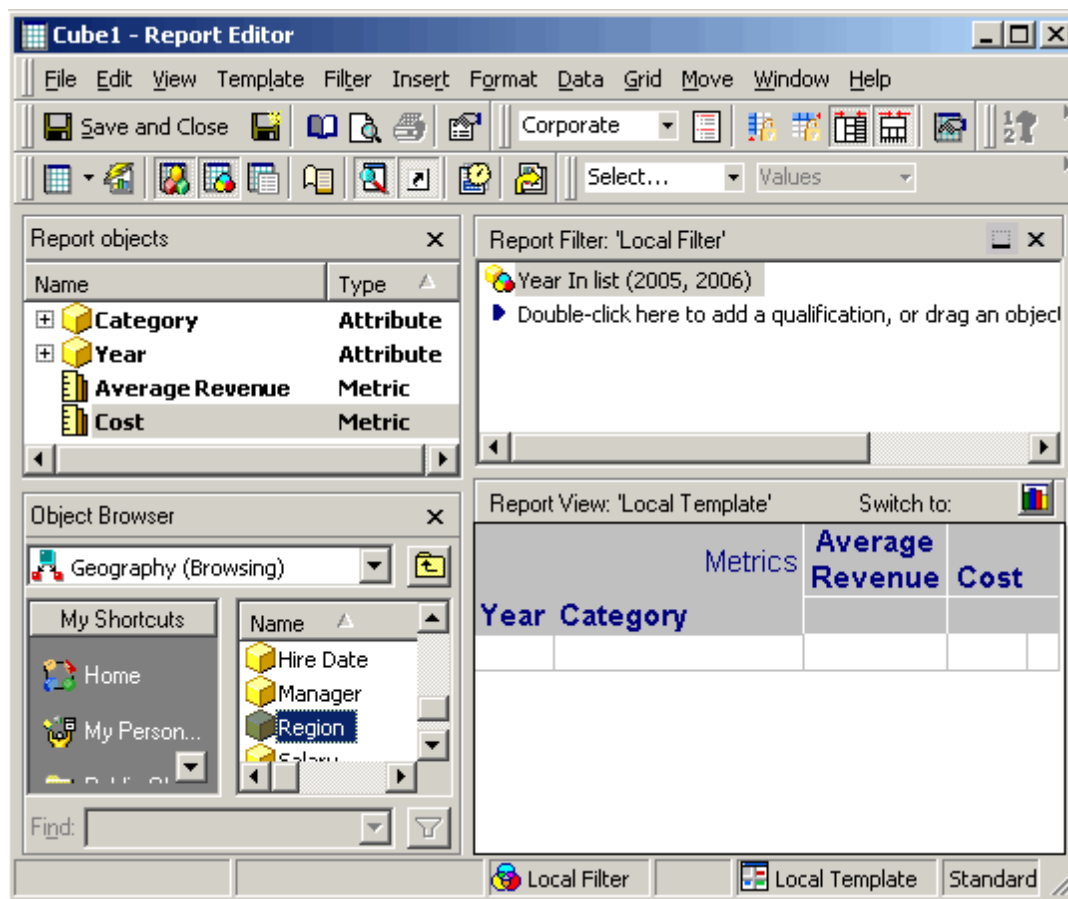 Cube1 - Report Editor
File Edit View Template Filter Insert Format Data Grid Move Window Help
Save and Close Corporate
Select... Values
Report objects
Name Type
Category Attribute
Year Attribute
Average Revenue Metric
Cost Metric
Report Filter: 'Local Filter'
Year In list (2005, 2006)
Double-click here to add a qualification, or drag an object
Object Browser
Geography (Browsing)
My Shortcuts
Home
My Person...
Name
Hire Date
Manager
Region
Salary
Find:
Report View: 'Local Template' Switch to:
Metrics Average Revenue Cost
Year Category
Local Filter Local Template Standard